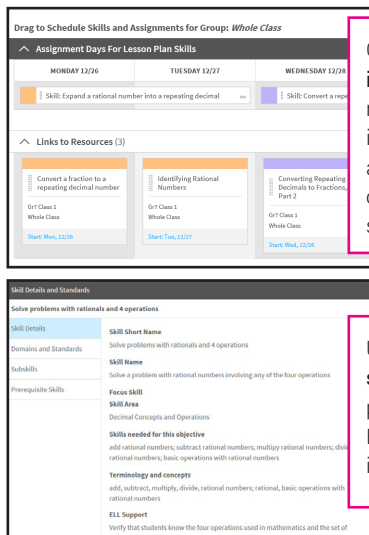 Drag to Schedule Skills and Assignments for Group: Whole Class
Assignment Days For Lesson Plan Skills
MONDAY 12/26 TUESDAY 12/27 WEDNESDAY 12/28
Skill: Expand a rational number into a repeating decimal Skill: Convert a repe
Links to Resources (3)
Convert a fraction to a
repeating decimal number
Gr7 Class 1
Whole Class
Start: Mon, 12/26
Identifying Rational
Numbers
Gr7 Class 1
Whole Class
Start: Tue, 12/27
Converting Repeating
Decimals to Fractions,
Part 2
Gr7 Class 1
Whole Class
Start: Wed, 12/28
Skill Details and Standards
Solve problems with rationals and 4 operations
Skill Details
Domains and Standards
Subskills
Prerequisite Skills
Skill Short Name
Solve problems with rationals and 4 operations
Skill Name
Solve a problem with rational numbers involving any of the four operations
Focus Skill
Skill Area
Decimal Concepts and Operations
Skills needed for this objective
add rational numbers; subtract rational numbers; multipy rational numbers; divi
rational numbers; basic operations with rational numbers
Terminology and concepts
add, subtract, multiply, divide, rational numbers; rational, basic operations with
rational numbers
ELL Support
Verify that students know the four operations used in mathematics and the set of